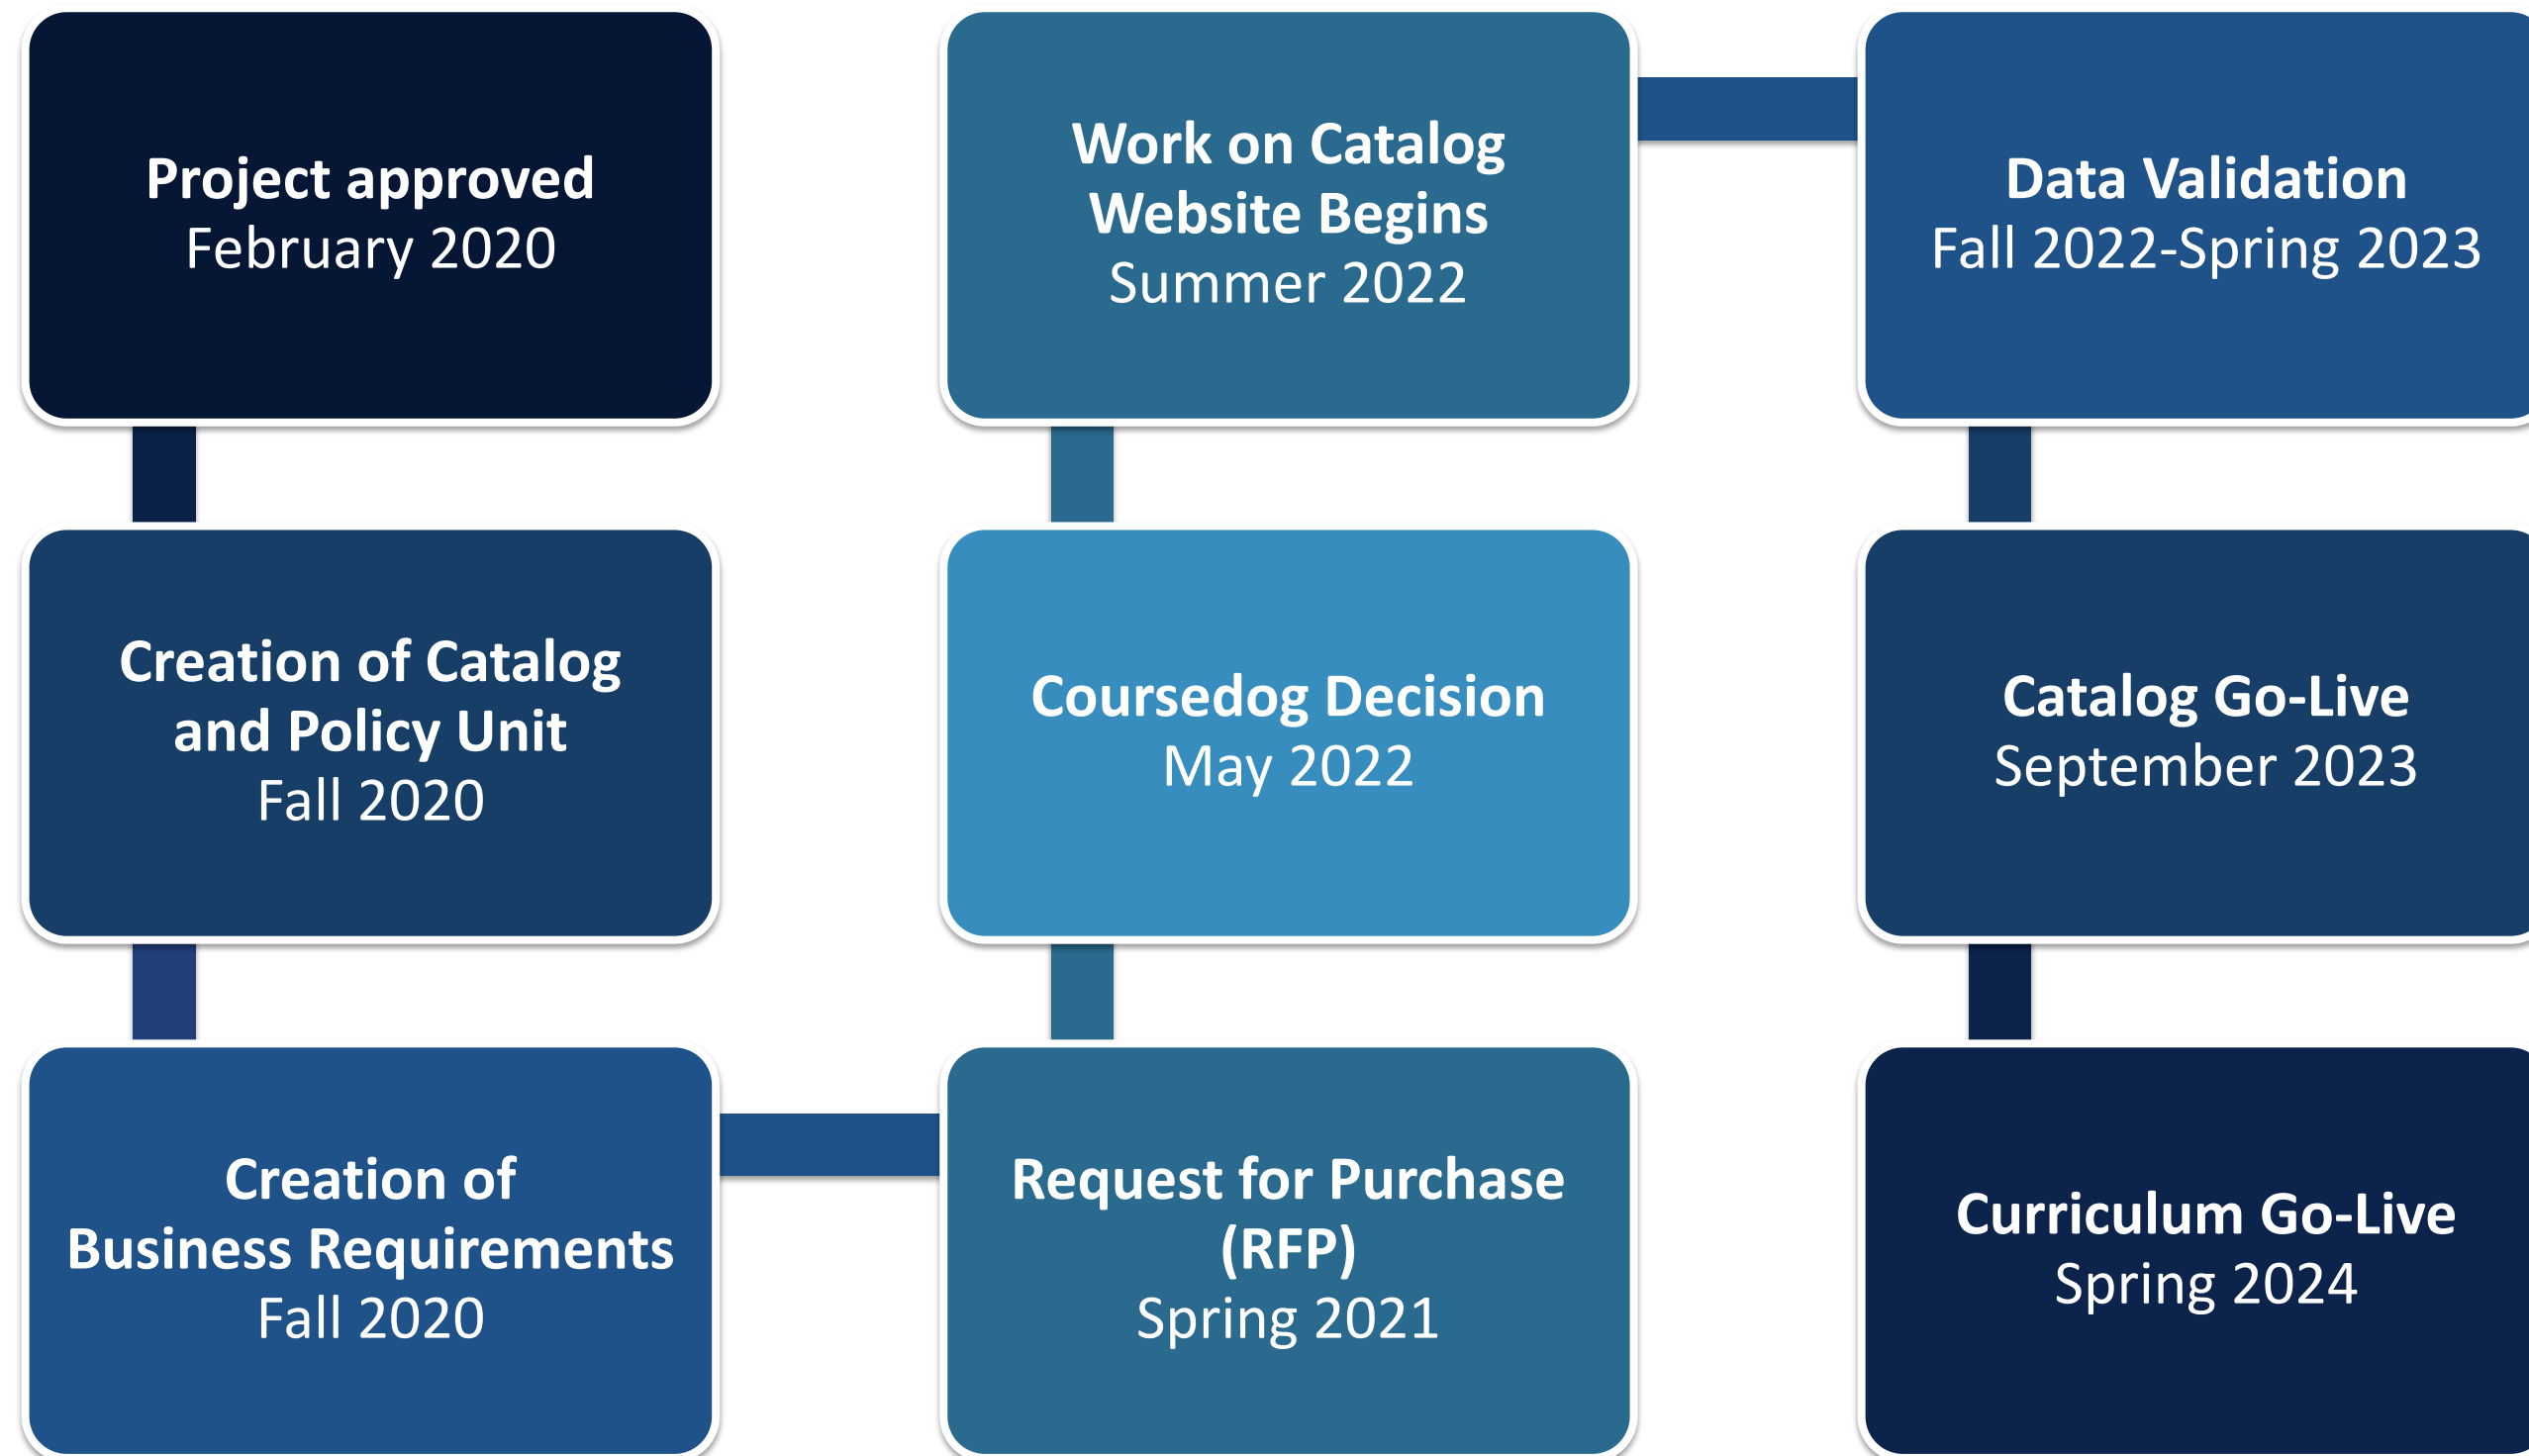 Project approved
February 2020
Creation of Catalog
and Policy Unit
Fall 2020
Creation of
Business Requirements
Fall 2020
Request for Purchase
(RFP)
Spring 2021
Coursedog Decision
May 2022
Work on Catalog
Website Begins
Summer 2022
Data Validation
Fall 2022-Spring 2023
Catalog Go-Live
September 2023
Curriculum Go-Live
Spring 2024